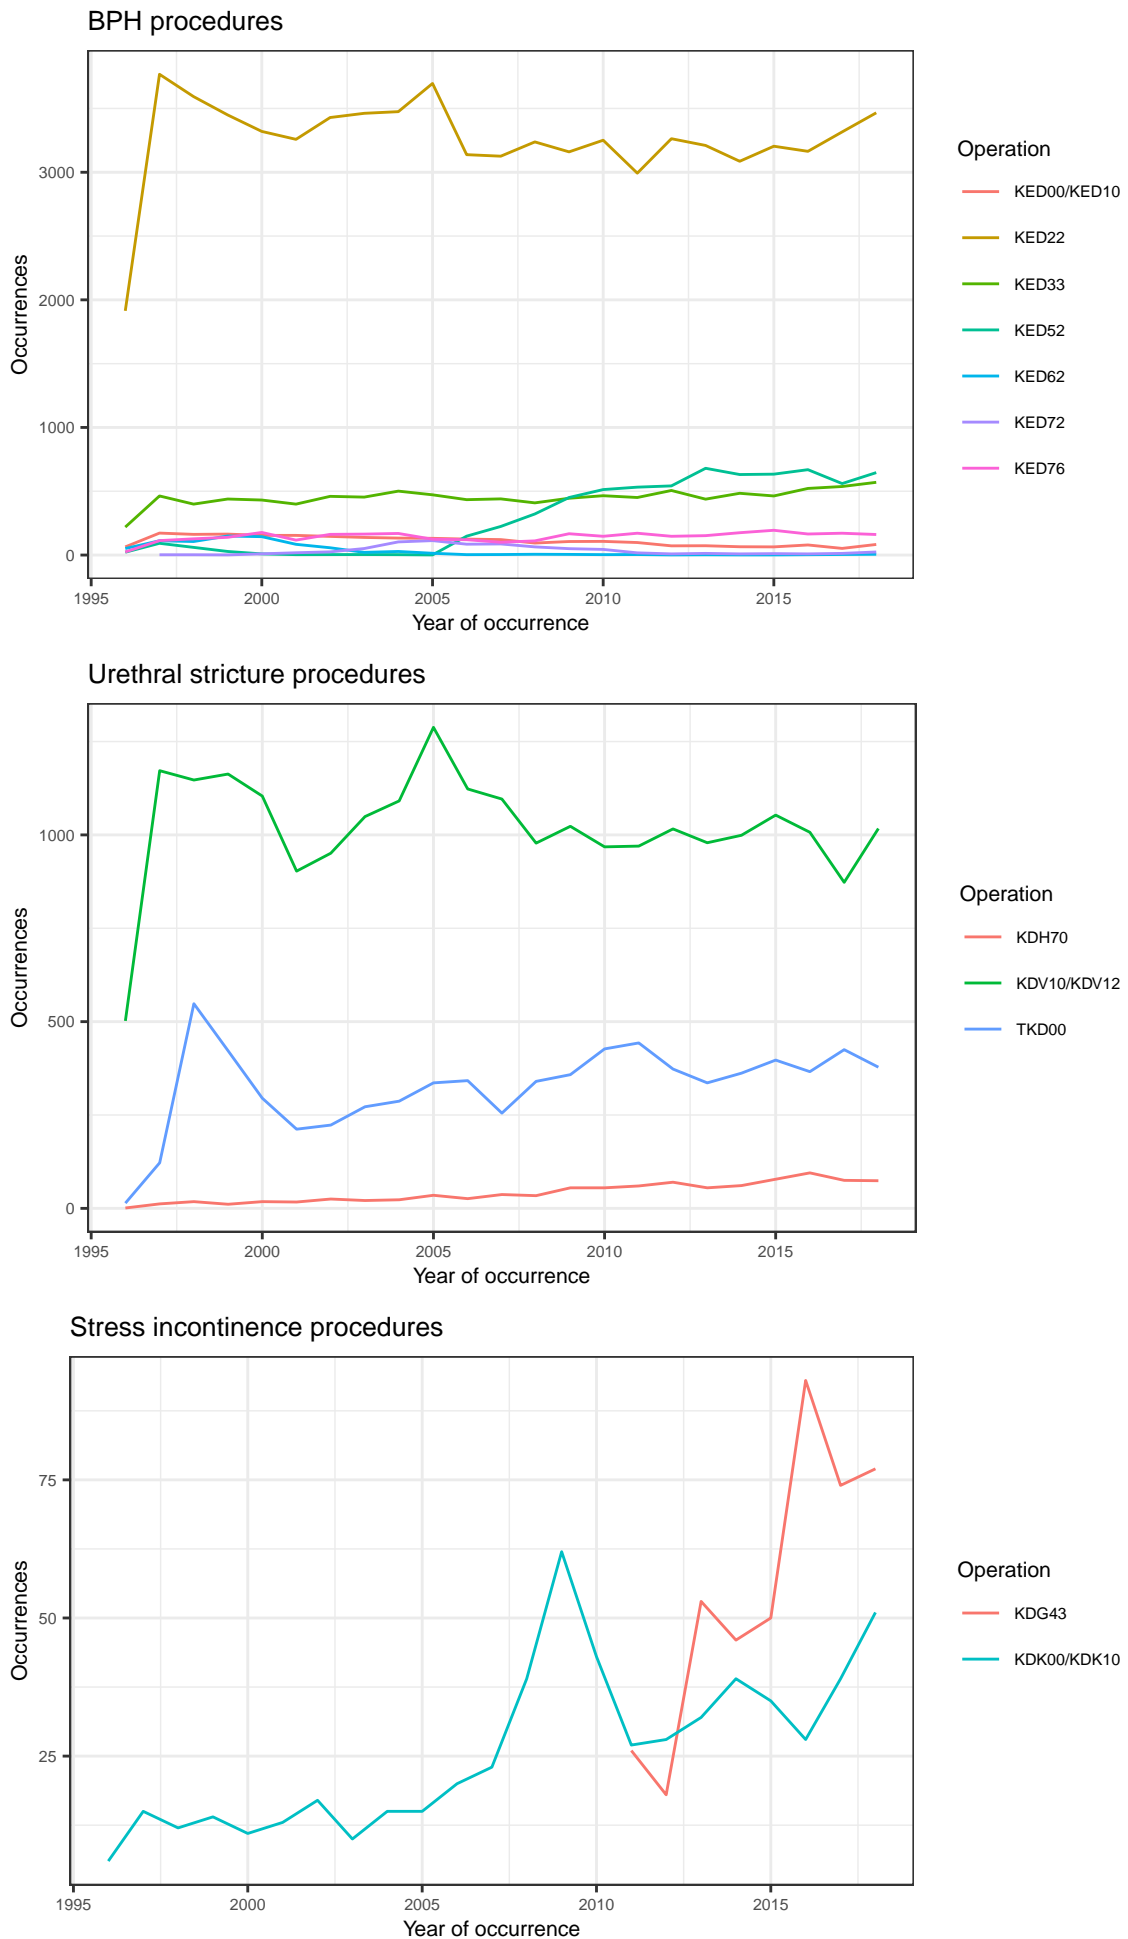 BPH procedures
3000
2000
1000
0
Occurrences
1995 2000 2005 2010 2015
Year of occurrence
Operation
KED00/KED10
KED22
KED33
KED52
KED62
KED72
KED76
Urethral stricture procedures
1000
500
0
Occurrences
1995 2000 2005 2010 2015
Year of occurrence
Operation
KDH70
KDV10/KDV12
TKD00
Stress incontinence procedures
75
50
25
Occurrences
1995 2000 2005 2010 2015
Year of occurrence
Operation
KDG43
KDK00/KDK10